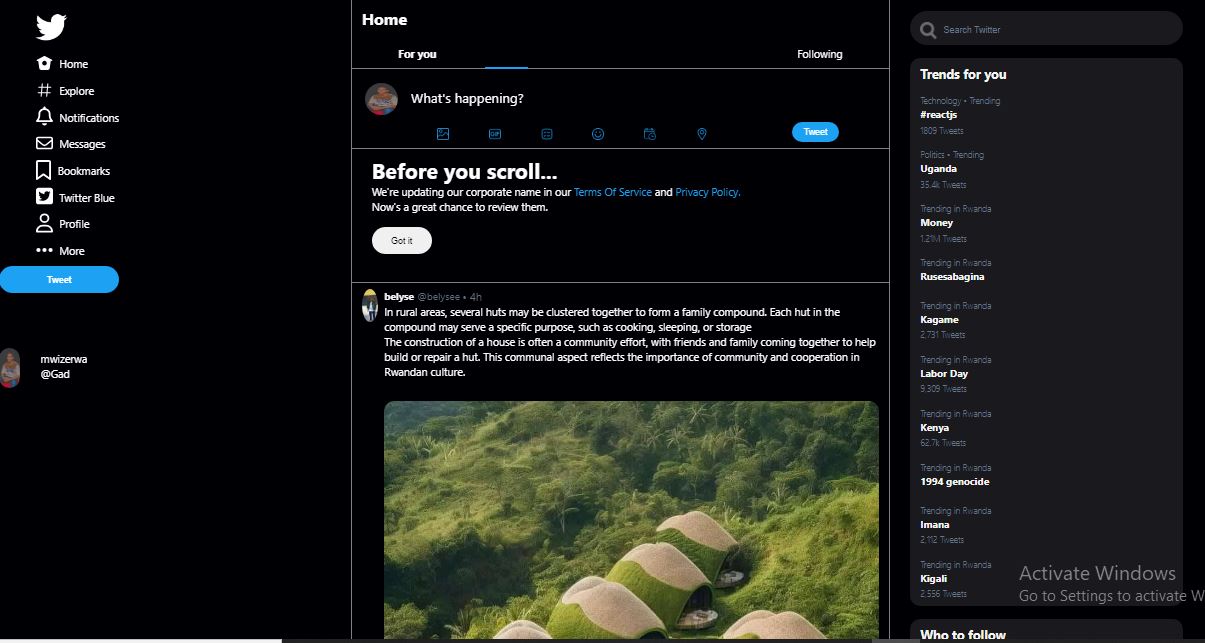 Home
Explore
Notifications
Messages
Bookmarks
Twitter Blue
Profile
More
Tweet
mwizerwa
@Gad
Home
For you
Following
What's happening?
GIF
Tweet
Before you scroll...
We're updating our corporate name in our Terms Of Service and Privacy Policy.
Now's a great chance to review them.
Got it
belyse @belysee • 4h
In rural areas, several huts may be clustered together to form a family compound. Each hut in the
compound may serve a specific purpose, such as cooking, sleeping, or storage
The construction of a house is often a community effort, with friends and family coming together to help
build or repair a hut. This communal aspect reflects the importance of community and cooperation in
Rwandan culture.
Search Twitter
Trends for you
Technology • Trending
#reactjs
1809 Tweets
Politics • Trending
Uganda
35.4k Tweets
Trending in Rwanda
Money
1.21M Tweets
Trending in Rwanda
Rusesabagina
Trending in Rwanda
Kagame
2,731 Tweets
Trending in Rwanda
Labor Day
9,309 Tweets
Trending in Rwanda
Kenya
62.7k Tweets
Trending in Rwanda
1994 genocide
Trending in Rwanda
Imana
2,112 Tweets
Trending in Rwanda
Kigali
2,556 Tweets
Who to follow
Activate Windows
Go to Settings to activate W